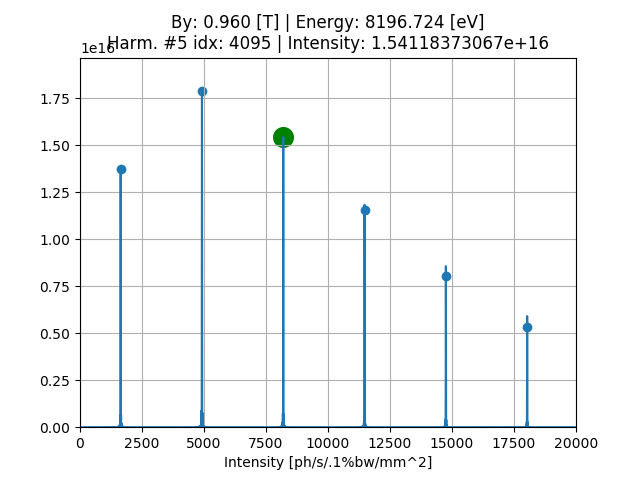 By: 0.960 [T] | Energy: 8196.724 [eV]
Harm. #5 idx: 4095 | Intensity: 1.54118373067e+16
1e16
1.75
1.50
1.25
1.00
0.75
0.50
0.25
0.00
0 2500 5000 7500 10000 12500 15000 17500 20000
Intensity [ph/s/.1%bw/mm^2]